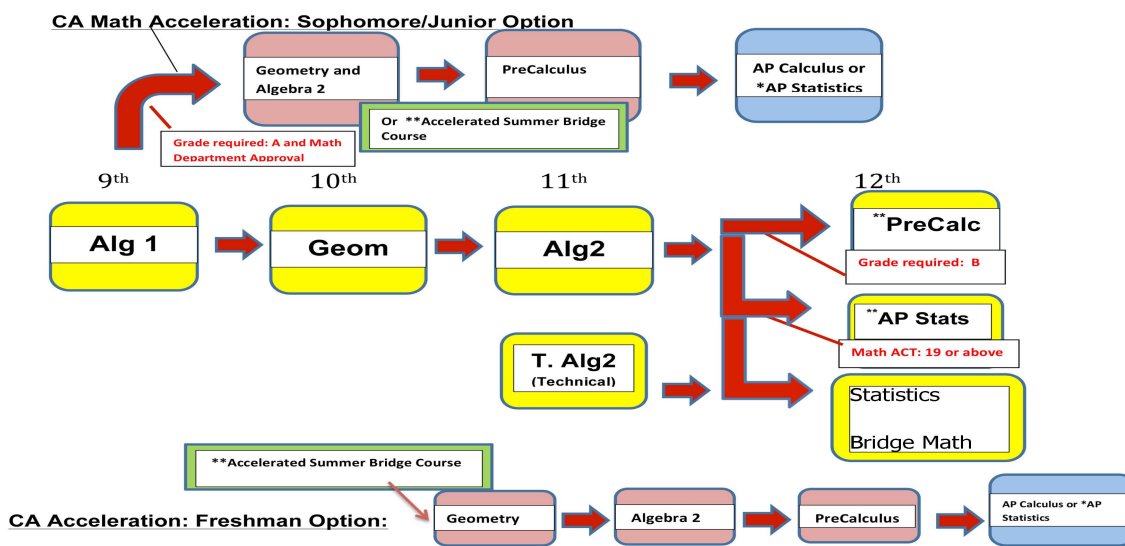 CA Math Acceleration: Sophomore/Junior Option
Geometry and
Algebra 2
PreCalculus
AP Calculus or
*AP Statistics
Or **Accelerated Summer Bridge
Course
Grade required: A and Math
Department Approval
9th
10th
11th
12th
Alg 1
Geom
Alg2
**PreCalc
Grade required: B
**AP Stats
Math ACT: 19 or above
T. Alg2
(Technical)
Statistics
Bridge Math
**Accelerated Summer Bridge Course
CA Acceleration: Freshman Option:
Geometry
Algebra 2
PreCalculus
AP Calculus or *AP
Statistics